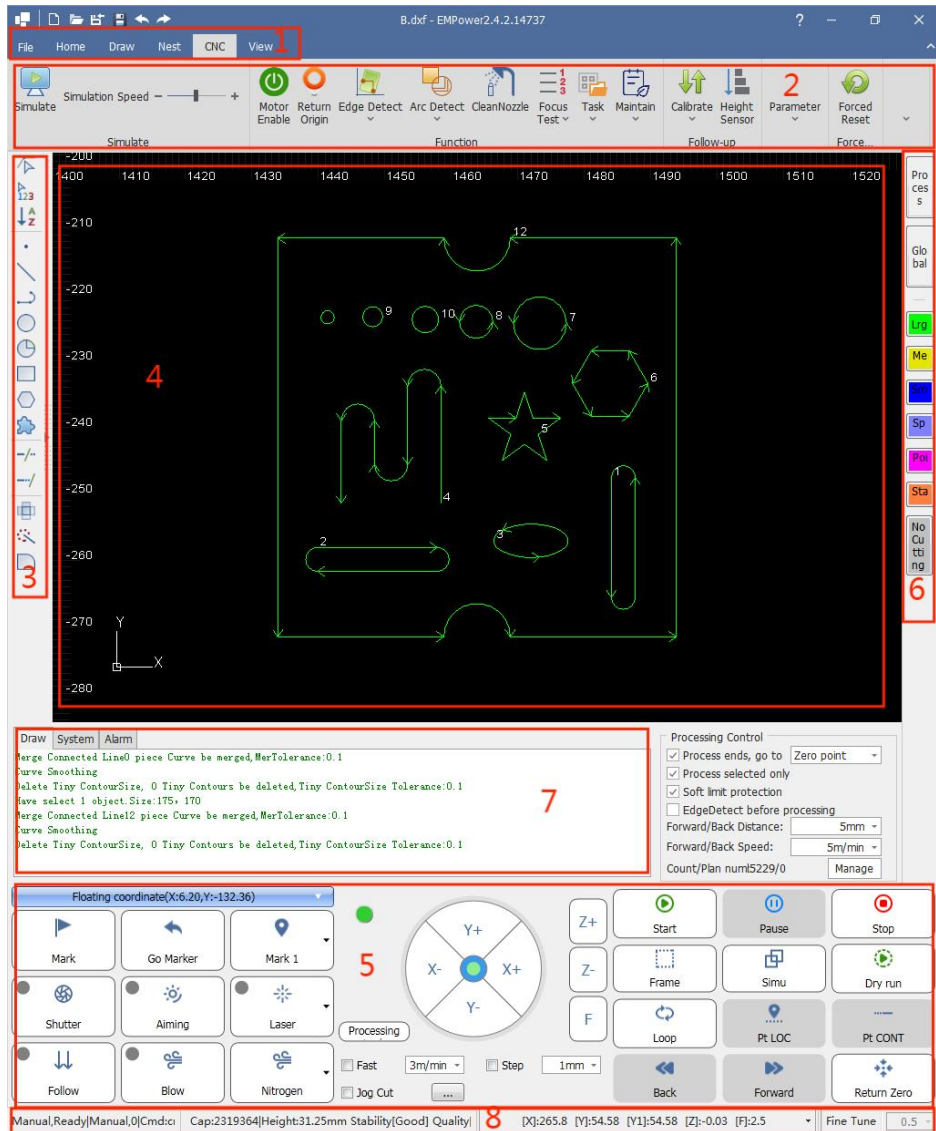 B.dxf - EMPower2.4.2.14737
?
File Home Draw Nest CNC View 1
Simulate
Simulation Speed - +
Motor Enable
Return Origin
Edge Detect
Arc Detect
CleanNozzle
Focus Test
Task
Maintain
Calibrate
Height Sensor
Parameter
2
Forced Reset
Simulate
Function
Follow-up
Force...
123
A
Z
3
-200
1400 1410 1420 1430 1440 1450 1460 1470 1480 1490 1500 1510 1520
-210
-220
-230
-240
-250
-260
-270
-280
4
12
9
10
8
7
6
5
4
1
2
3
Y
X
Pro
ces
s
Glo
bal
Lrg
Me
Sp
Sta
No
Cu
tti
ng
6
Draw System Alarm
Merge Connected Line0 piece Curve be merged,MerTolerance:0.1
Curve Smoothing
Delete Tiny ContourSize, 0 Tiny Contours be deleted,Tiny ContourSize Tolerance:0.1
Have select 1 object.Size:175, 170
Merge Connected Line12 piece Curve be merged,MerTolerance:0.1
Curve Smoothing
Delete Tiny ContourSize, 0 Tiny Contours be deleted,Tiny ContourSize Tolerance:0.1
7
Processing Control
Process ends, go to Zero point
Process selected only
Soft limit protection
EdgeDetect before processing
Forward/Back Distance: 5mm
Forward/Back Speed: 5m/min
Count/Plan numl5229/0 Manage
Floating coordinate(X:6.20,Y:-132.36)
Mark
Go Marker
Mark 1
Shutter
Aiming
Laser
Follow
Blow
Nitrogen
5
Y+
X-
X+
Y-
Z+
Z-
F
Processing
Fast 3m/min Step 1mm
Jog Cut ...
Start
Pause
Stop
Frame
Simu
Dry run
Loop
Pt LOC
Pt CONT
Back
Forward
Return Zero
Manual,Ready|Manual,0|Cmd:cu Cap:2319364|Height:31.25mm Stability[Good] Quality| 8 [X]:265.8 [Y]:54.58 [Y1]:54.58 [Z]:-0.03 [F]:2.5 Fine Tune 0.5